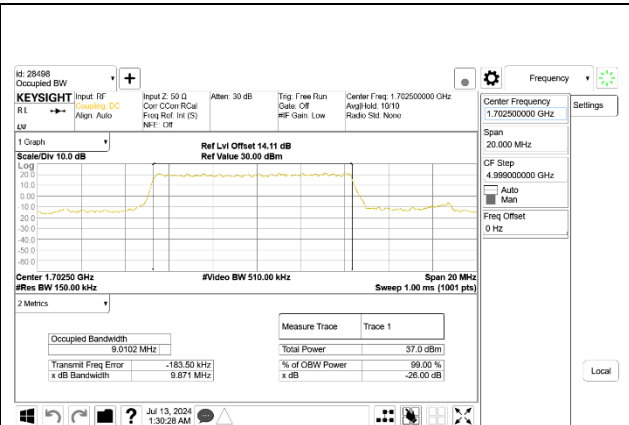 id: 28498
Occupied BW
Frequency
KEYSIGHT
R L
Input: RF
Coupling: DC
Align: Auto
Input Z: 50 Ω
Corr CCorr RCal
Freq Ref: Int (S)
NFE: Off
Atten: 30 dB
Trig: Free Run
Gate: Off
#IF Gain: Low
Center Freq: 1.702500000 GHz
Avg|Hold: 10/10
Radio Std: None
Center Frequency
1.702500000 GHz
Settings
Span
20.000 MHz
CF Step
4.999000000 GHz
Auto
Man
Freq Offset
0 Hz
1 Graph
Scale/Div 10.0 dB
Ref Lvl Offset 14.11 dB
Ref Value 30.00 dBm
Log
20.0
10.0
0.00
-10.0
-20.0
-30.0
-40.0
-50.0
-60.0
Center 1.70250 GHz
#Res BW 150.00 kHz
#Video BW 510.00 kHz
Span 20 MHz
Sweep 1.00 ms (1001 pts)
2 Metrics
Measure Trace
Trace 1
Occupied Bandwidth
9.0102 MHz
Total Power
37.0 dBm
Transmit Freq Error
-183.50 kHz
% of OBW Power
99.00 %
x dB Bandwidth
9.871 MHz
x dB
-26.00 dB
Local
?
Jul 13, 2024
1:30:28 AM